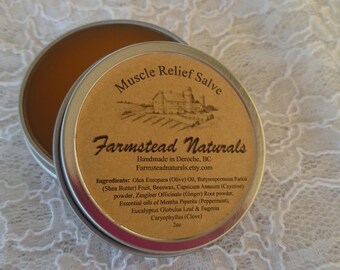 Muscle Relief Salve
Farmstead Naturals
Handmade in Deroche, BC
Farmsteadnaturals.etsy.com
Ingredients: Olea Europaea (Olive) Oil, Butyrospermum Parkii
(Shea Butter) Fruit, Beeswax, Capsicum Annuum (Cayenne)
powder, Zingiber Officinale (Ginger) Root powder,
Essential oils of Mentha Piperita (Peppermint),
Eucalyptus Globulus Leaf & Eugenia
Caryophyllus (Clove)
2oz